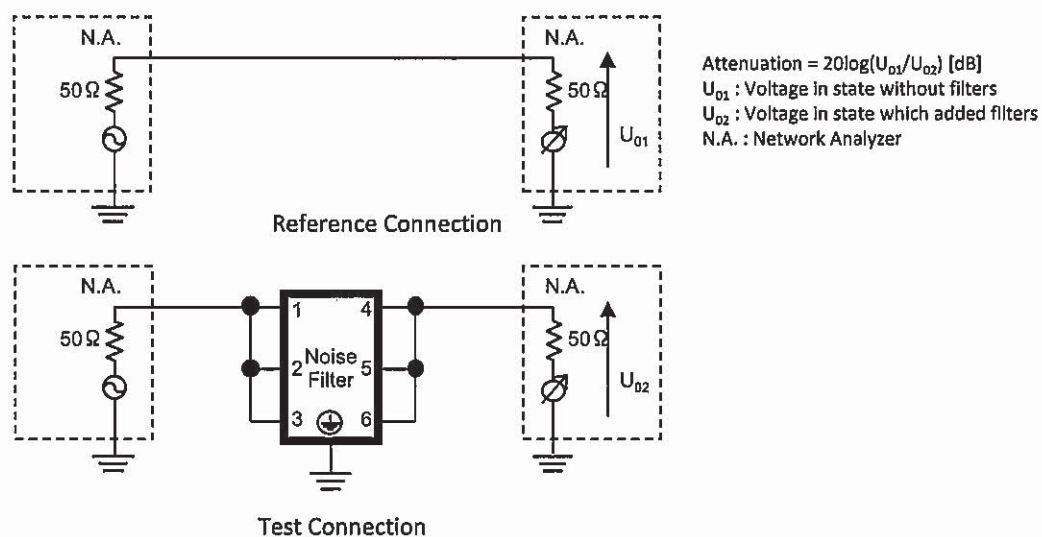 N.A.
50Ω
N.A.
50Ω
U01
Attenuation = 20log(U01/U02) [dB]
U01 : Voltage in state without filters
U02 : Voltage in state which added filters
N.A. : Network Analyzer
Reference Connection
N.A.
50Ω
1
2
3
Noise
Filter
4
5
6
N.A.
50Ω
U02
Test Connection